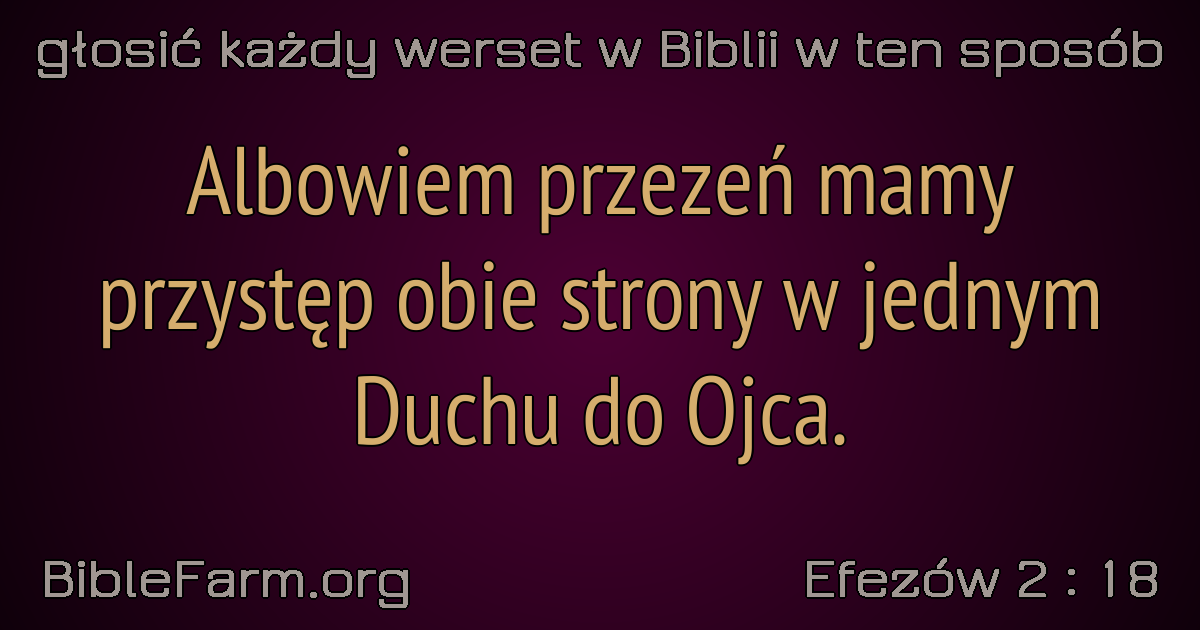 głosić każdy werset w Biblii w ten sposób
Albowiem przezeń mamy
przystęp obie strony w jednym
Duchu do Ojca.
BibleFarm.org
Efezów 2 : 18